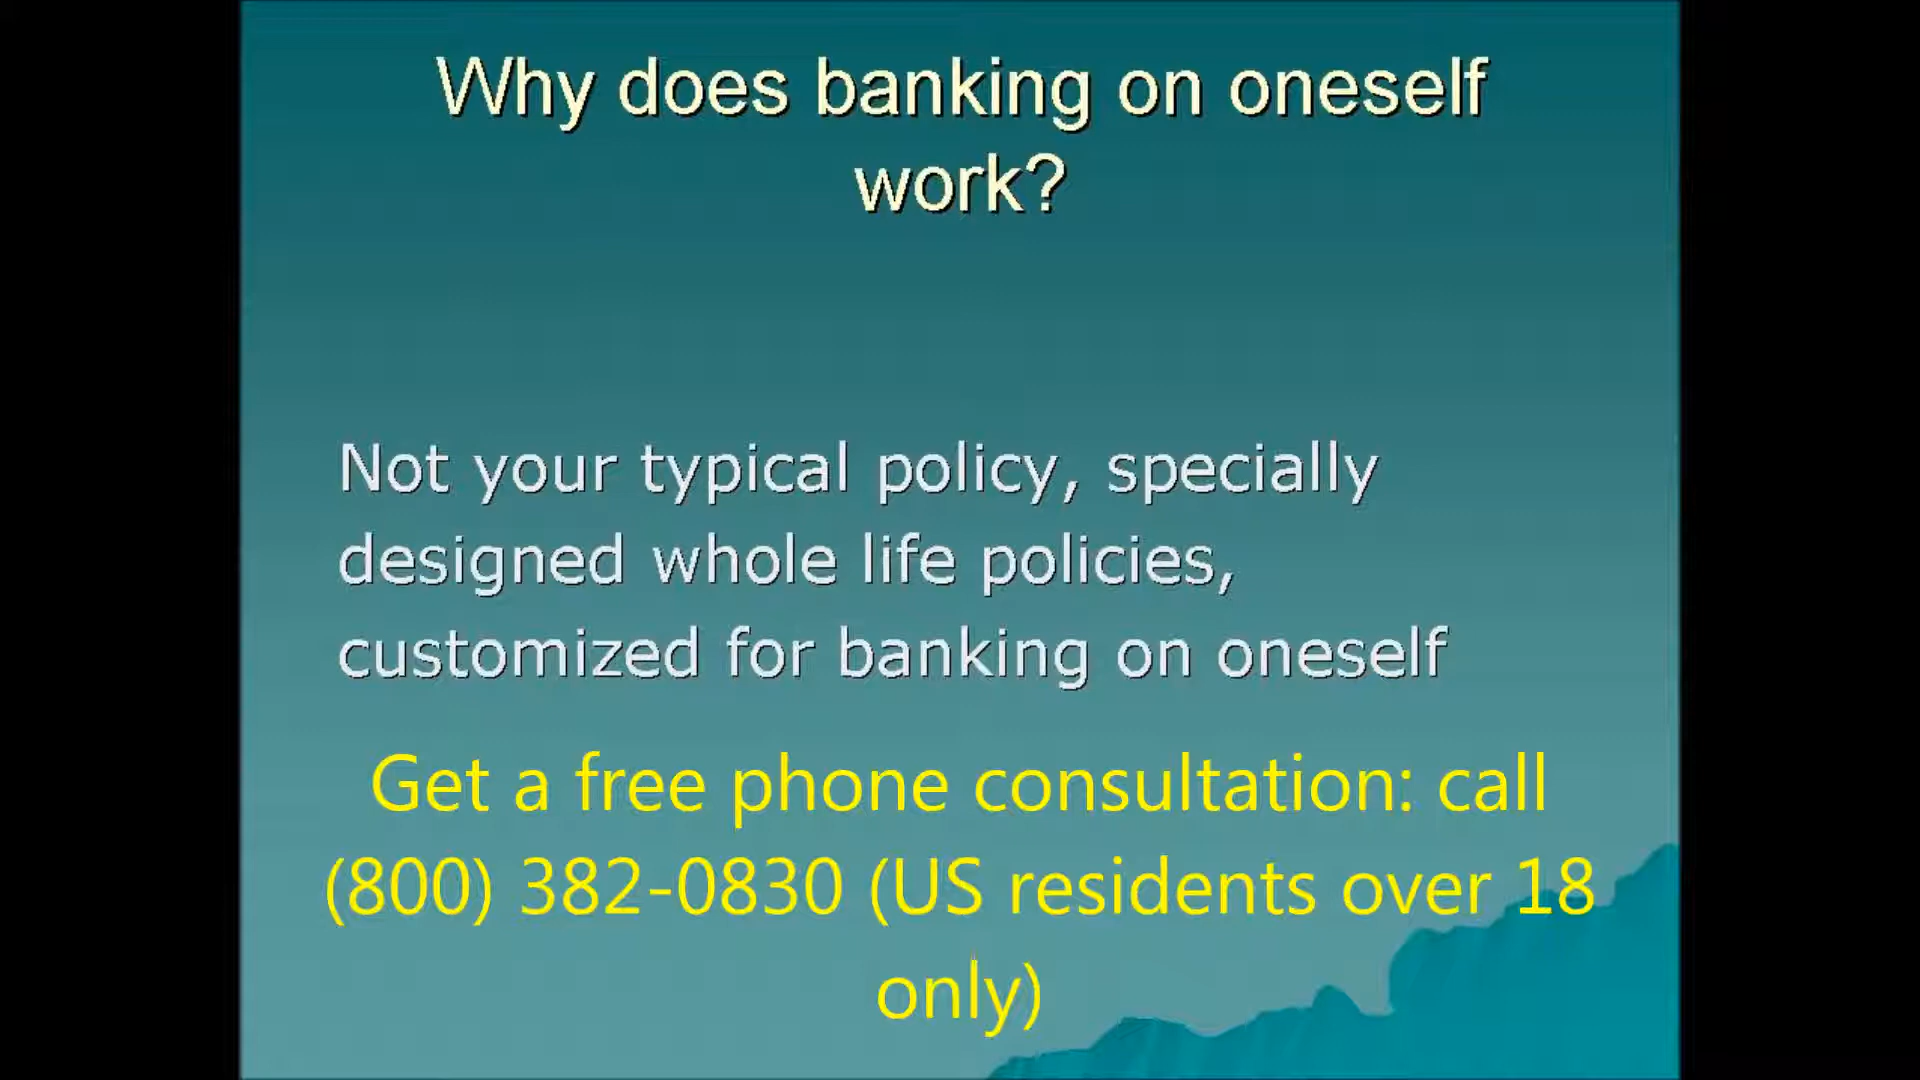 Why does banking on oneself
work?
Not your typical policy, specially
designed whole life policies,
customized for banking on oneself
Get a free phone consultation: call
(800) 382-0830 (US residents over 18
only)